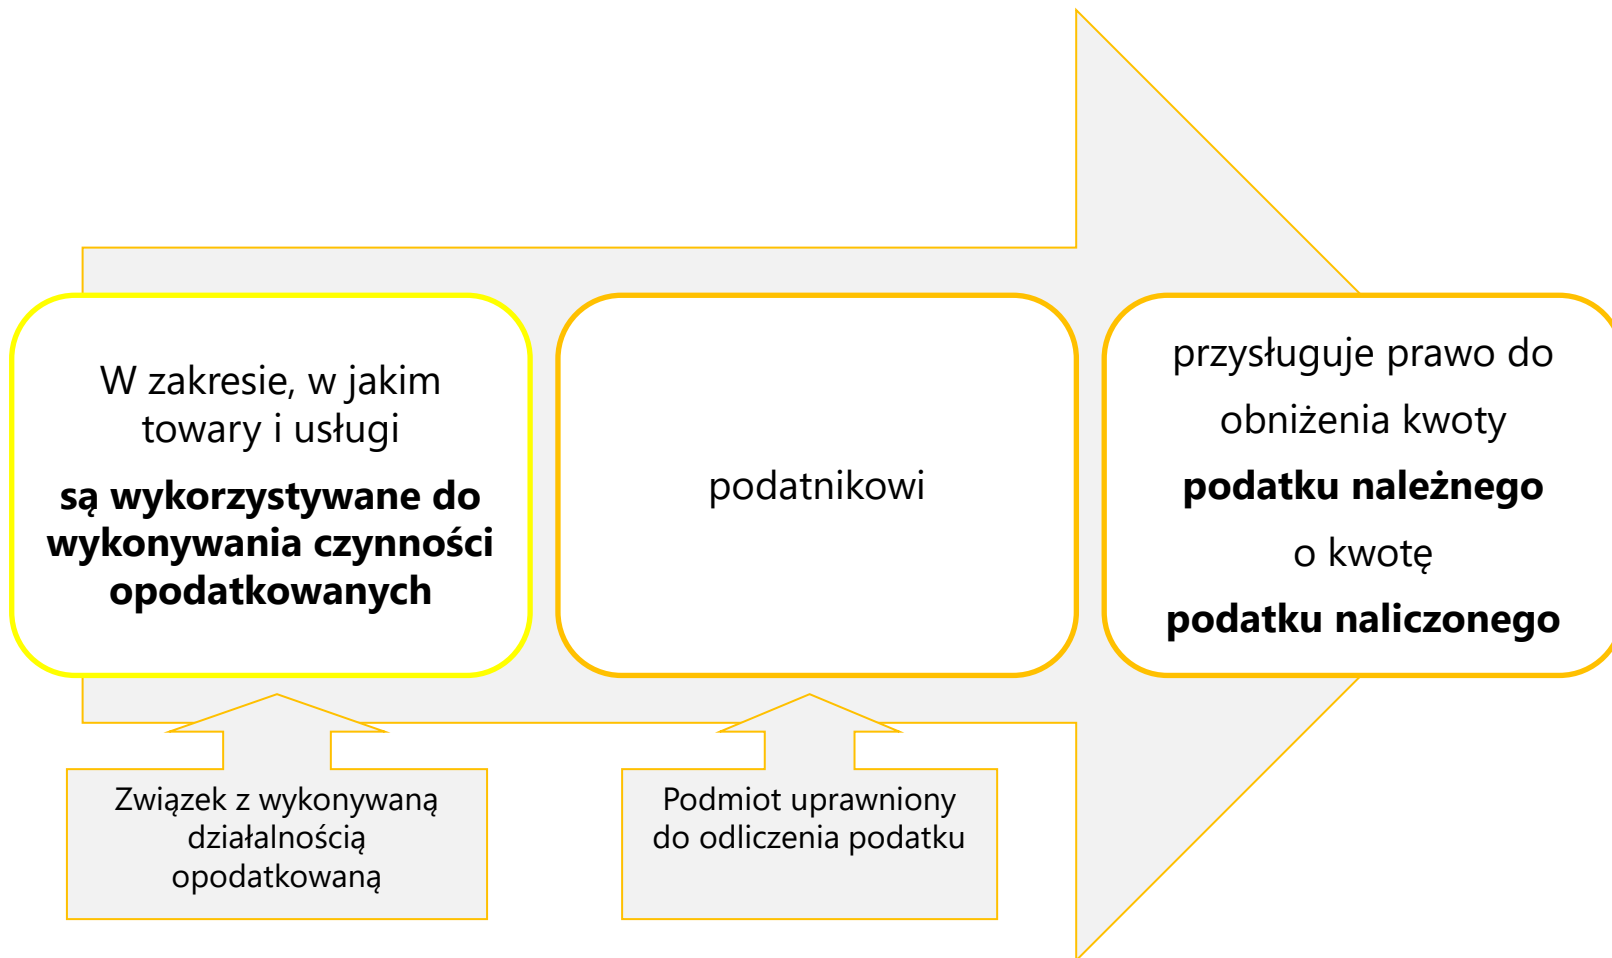 W zakresie, w jakim
towary i usługi
są wykorzystywane do
wykonywania czynności
opodatkowanych
podatnikowi
przysługuje prawo do
obniżenia kwoty
podatku należnego
o kwotę
podatku naliczonego
Związek z wykonywaną
działalnością
opodatkowaną
Podmiot uprawniony
do odliczenia podatku